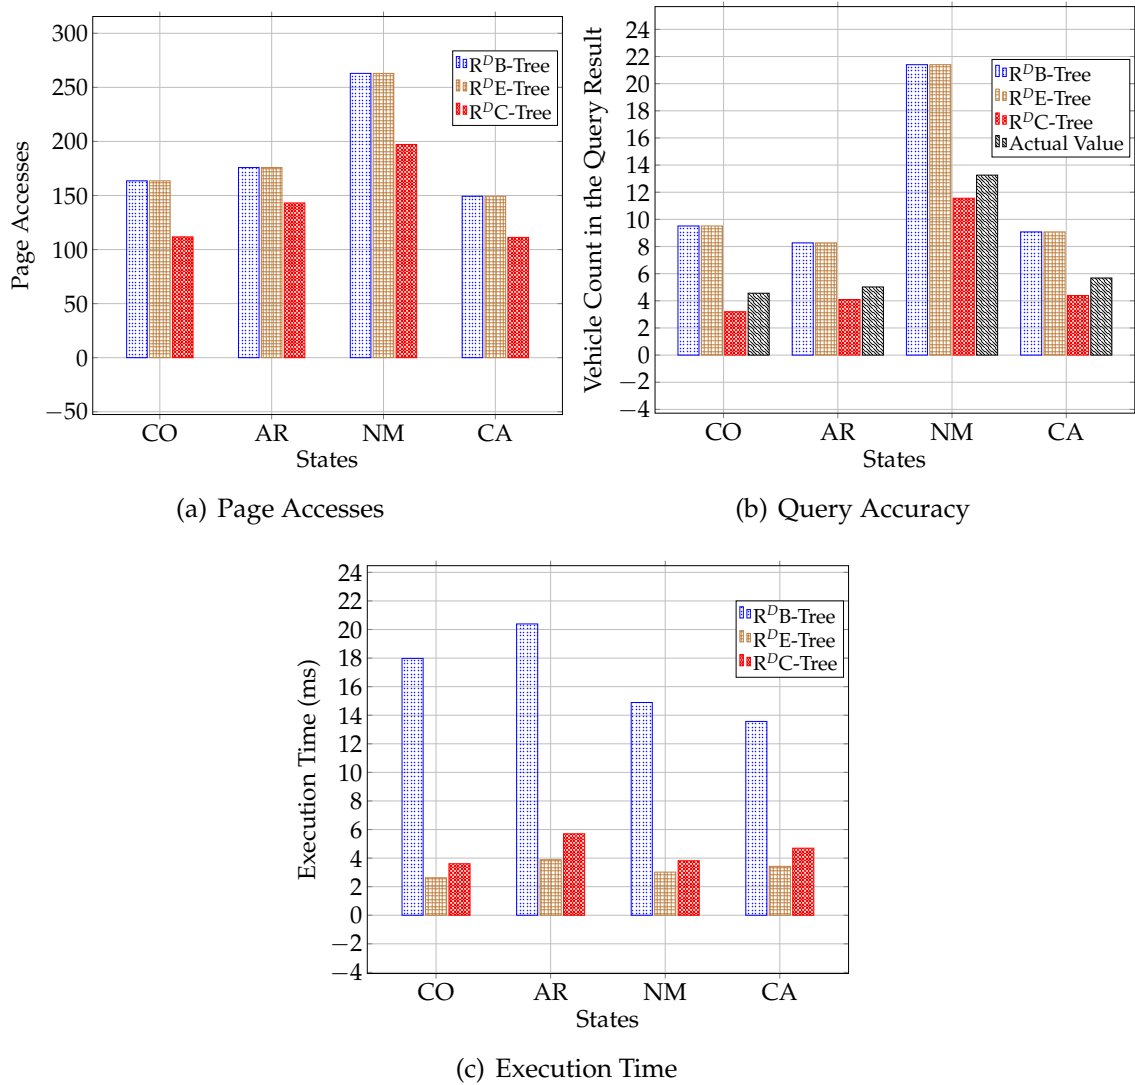 300
250
200
150
100
50
0
−50
Page Accesses
R^D B-Tree
R^D E-Tree
R^D C-Tree
CO AR NM CA
States
(a) Page Accesses
24
22
20
18
16
14
12
10
8
6
4
2
0
−2
−4
Vehicle Count in the Query Result
R^D B-Tree
R^D E-Tree
R^D C-Tree
Actual Value
CO AR NM CA
States
(b) Query Accuracy
24
22
20
18
16
14
12
10
8
6
4
2
0
−2
−4
Execution Time (ms)
R^D B-Tree
R^D E-Tree
R^D C-Tree
CO AR NM CA
States
(c) Execution Time